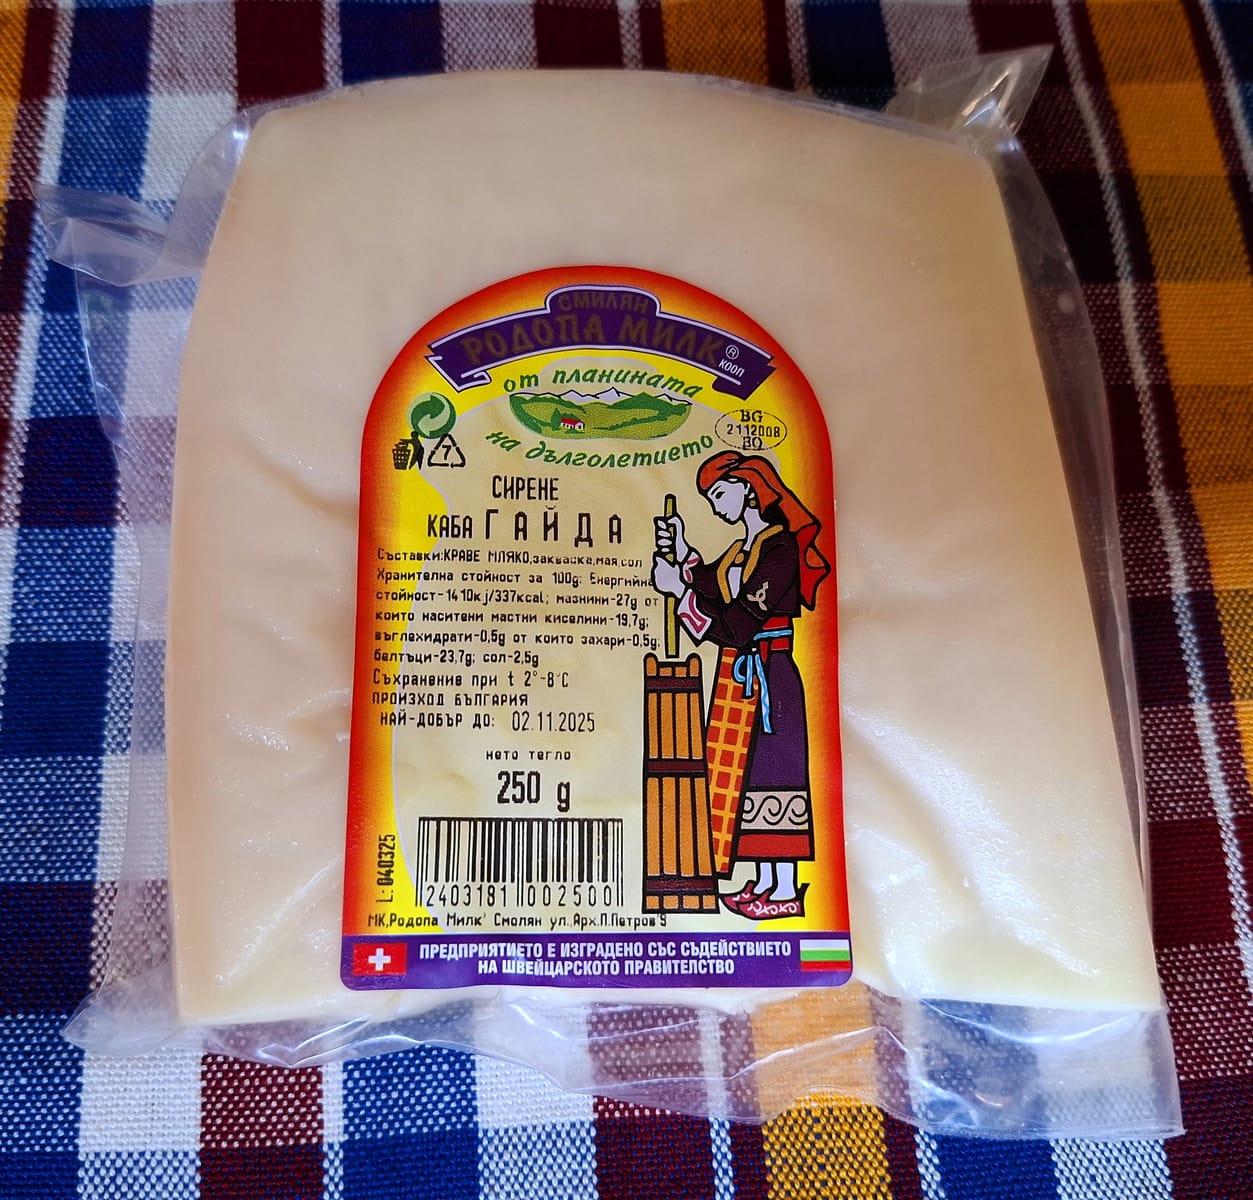 СМИЛЯН
РОДОПА МИЛК ®
КООП
от планината
на дълголетието
BG
2112008
BO
7
СИРЕНЕ
КАБА ГАЙДА
Съставки:КРАВЕ МЛЯКО,закваска,мая,сол
Хранителна стойност за 100g: Енергийна
стойност-1410kj/337kcal; мазнини-27g от
които наситени мастни киселини-19,7g;
въглехидрати-0,5g от които захари-0,5g;
белтъци-23,7g; сол-2,5g
Съхранение при t 2°-8°C
ПРОИЗХОД БЪЛГАРИЯ
НАЙ-ДОБЪР ДО: 02.11.2025
нето тегло
250 g
L: 040325
2403181 002500
МК,Родопа Милк' Смолян ул.,Арх.П.Петров'9
ПРЕДПРИЯТИЕТО Е ИЗГРАДЕНО СЪС СЪДЕЙСТВИЕТО
НА ШВЕЙЦАРСКОТО ПРАВИТЕЛСТВО